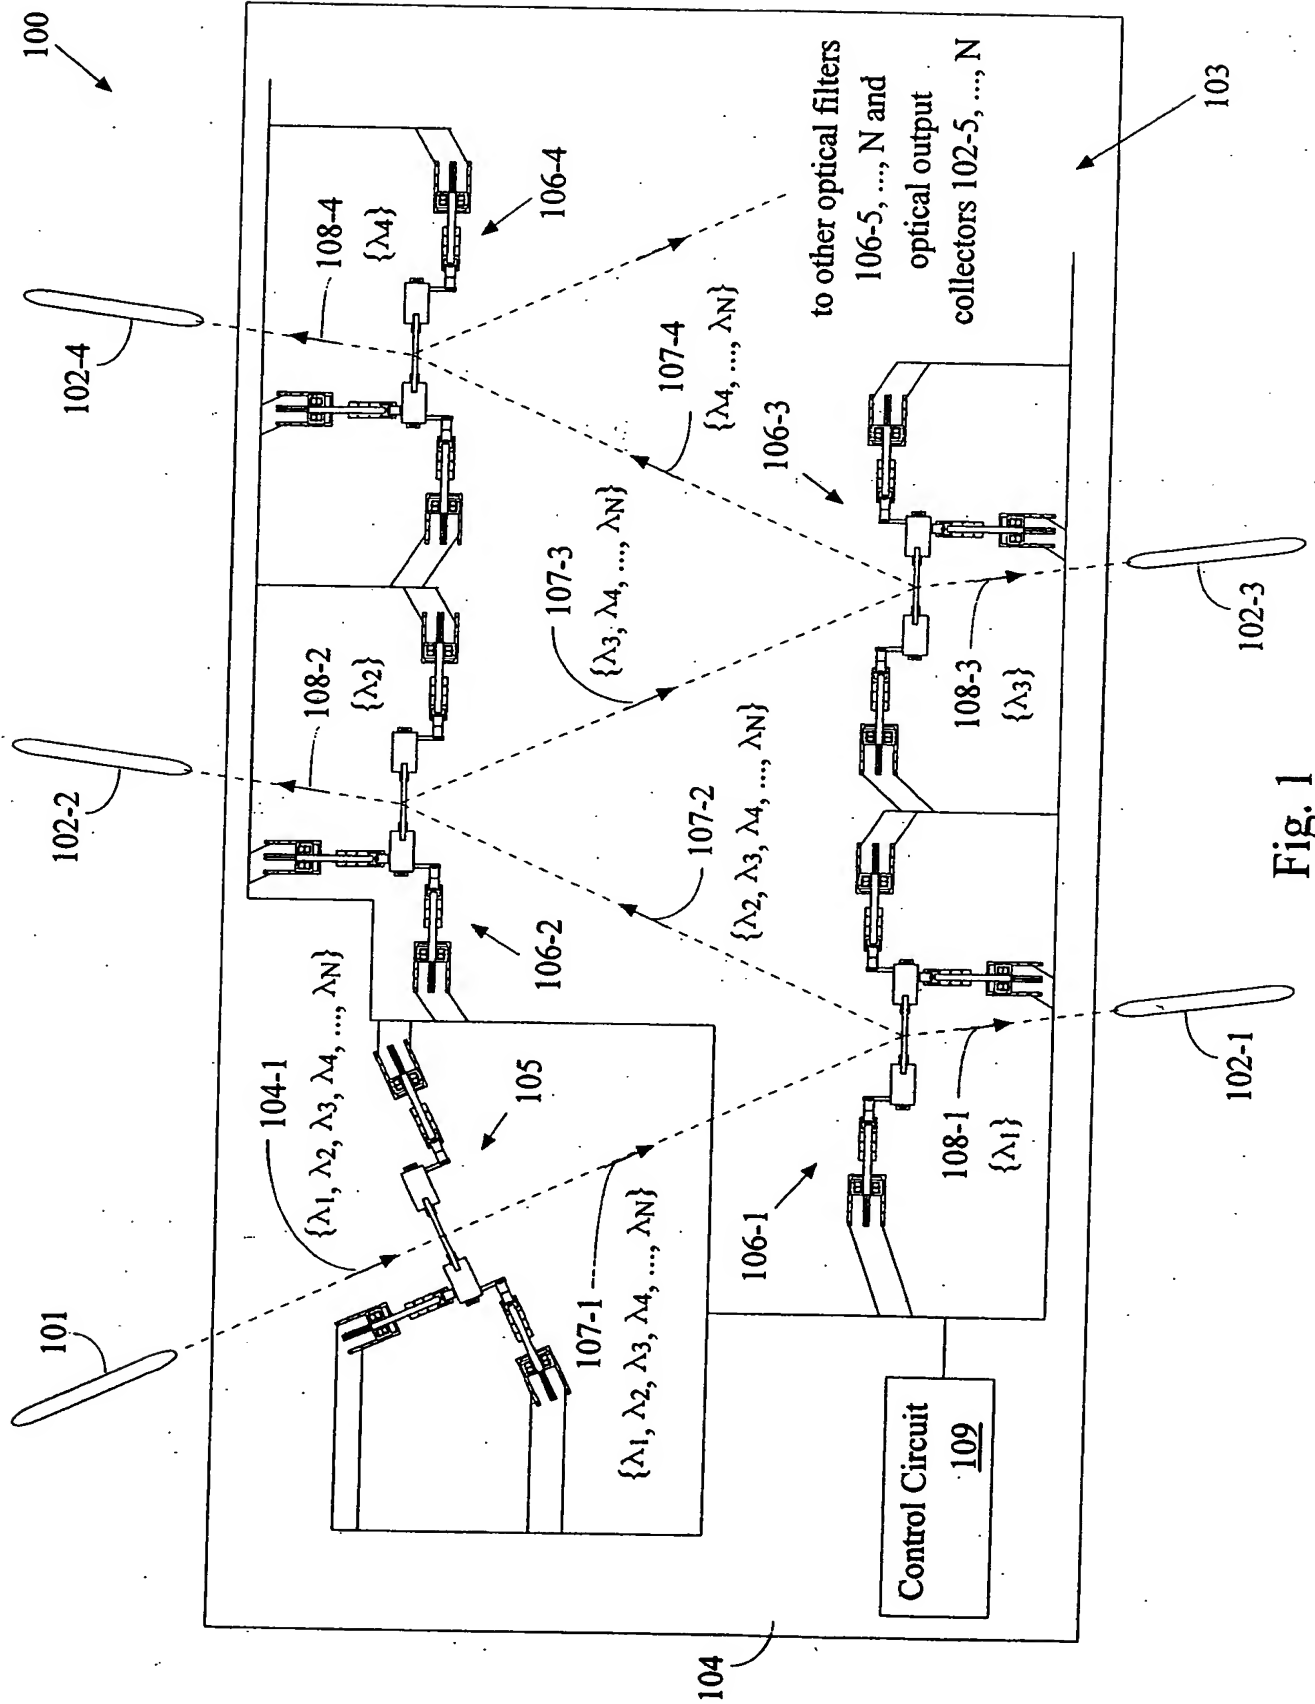 100
101
104-1
{λ1, λ2, λ3, λ4, ..., λN}
102-2
108-2
{λ2}
102-4
108-4
{λ4}
105
106-2
106-4
107-1
{λ1, λ2, λ3, λ4, ..., λN}
107-2
{λ2, λ3, λ4, ..., λN}
107-3
{λ3, λ4, ..., λN}
107-4
{λ4, ..., λN}
to other optical filters
106-5, ..., N and
optical output
collectors 102-5, ..., N
106-1
106-3
108-1
{λ1}
108-3
{λ3}
103
Control Circuit
109
104
102-1
102-3
Fig. 1